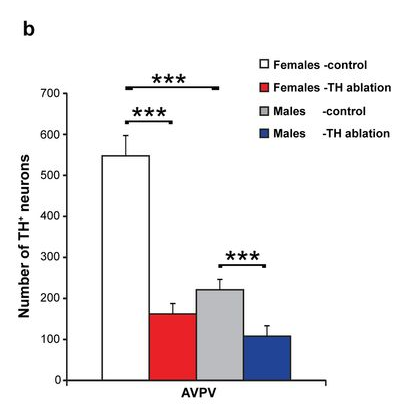 b
Females -control
Females -TH ablation
Males -control
Males -TH ablation
***
***
***
Number of TH+ neurons
700
600
500
400
300
200
100
0
AVPV